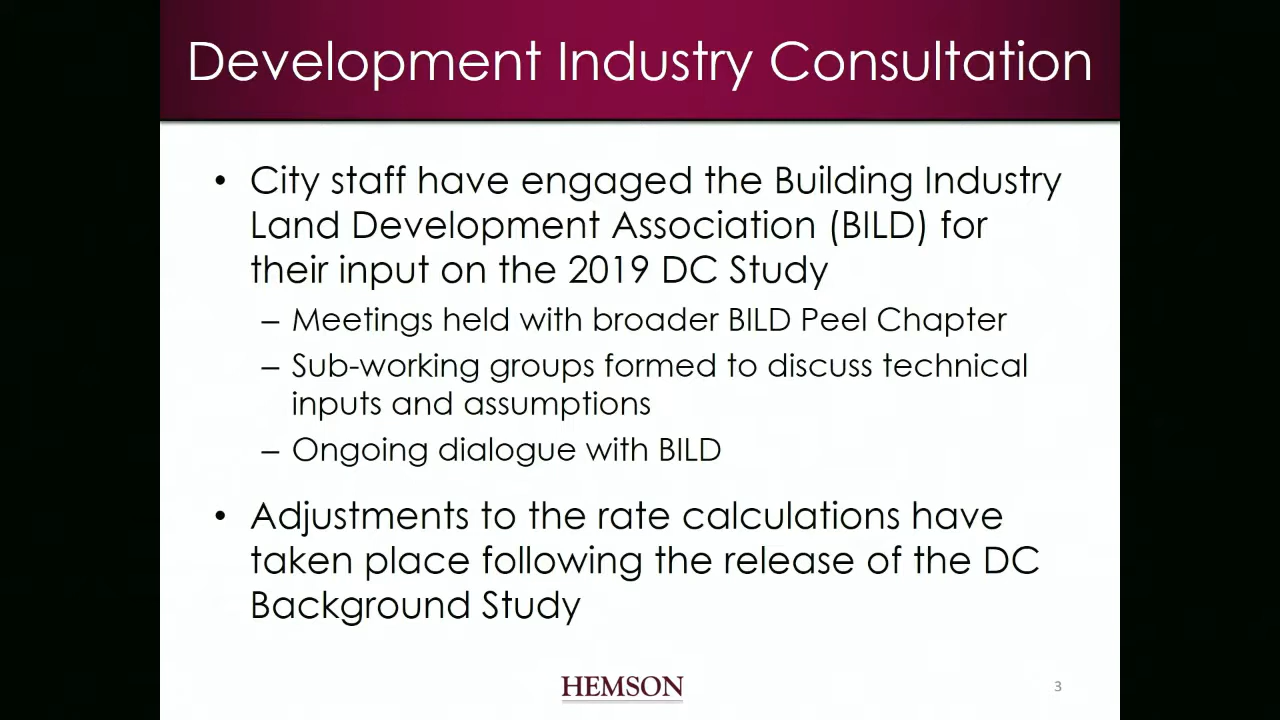 Development Industry Consultation
• City staff have engaged the Building Industry
Land Development Association (BILD) for
their input on the 2019 DC Study
– Meetings held with broader BILD Peel Chapter
– Sub-working groups formed to discuss technical
inputs and assumptions
– Ongoing dialogue with BILD
• Adjustments to the rate calculations have
taken place following the release of the DC
Background Study
HEMSON
3